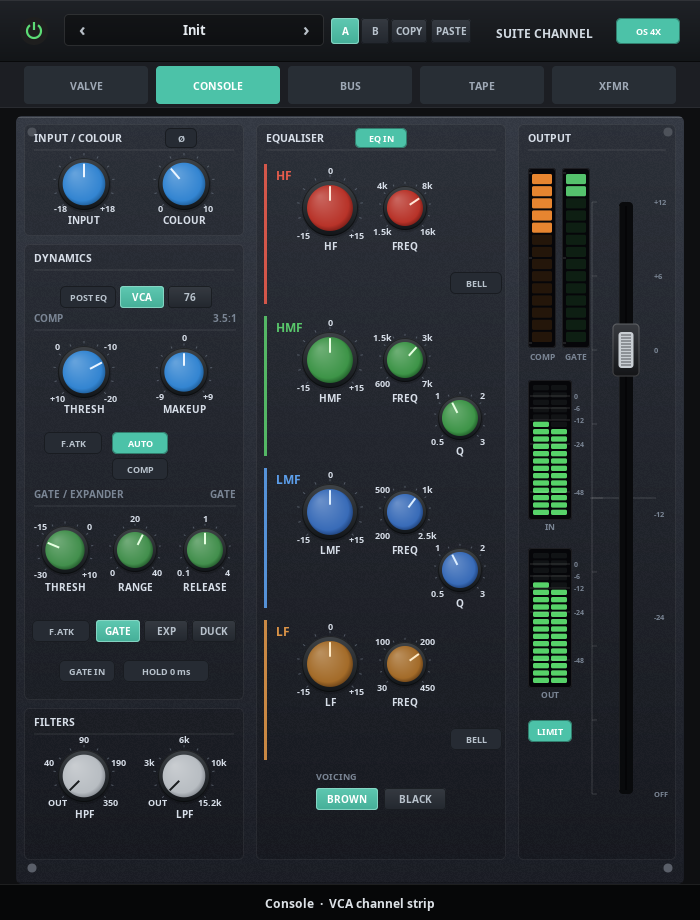 ‹ Init › A B COPY PASTE SUITE CHANNEL OS 4X
VALVE CONSOLE BUS TAPE XFMR
INPUT / COLOUR Ø
-18 +18 0 10
INPUT COLOUR
DYNAMICS
POST EQ VCA 76
COMP 3.5:1
0 -10 0
+10 -20 -9 +9
THRESH MAKEUP
F.ATK AUTO
COMP
GATE / EXPANDER GATE
-15 0 20 1
-30 +10 0 40 0.1 4
THRESH RANGE RELEASE
F.ATK GATE EXP DUCK
GATE IN HOLD 0 ms
FILTERS
90 6k
40 190 3k 10k
OUT 350 OUT 15.2k
HPF LPF
EQUALISER EQ IN
HF 0 4k 8k
-15 +15 1.5k 16k
HF FREQ
BELL
HMF 0 1.5k 3k
-15 +15 600 7k
HMF FREQ
1 2
0.5 3
Q
LMF 0 500 1k
-15 +15 200 2.5k
LMF FREQ
1 2
0.5 3
Q
LF 0 100 200
-15 +15 30 450
LF FREQ
BELL
VOICING
BROWN BLACK
OUTPUT
COMP GATE
0
-6
-12
-24
-48
IN
0
-6
-12
-24
-48
OUT
LIMIT
+12
+6
0
-12
-24
OFF
Console · VCA channel strip